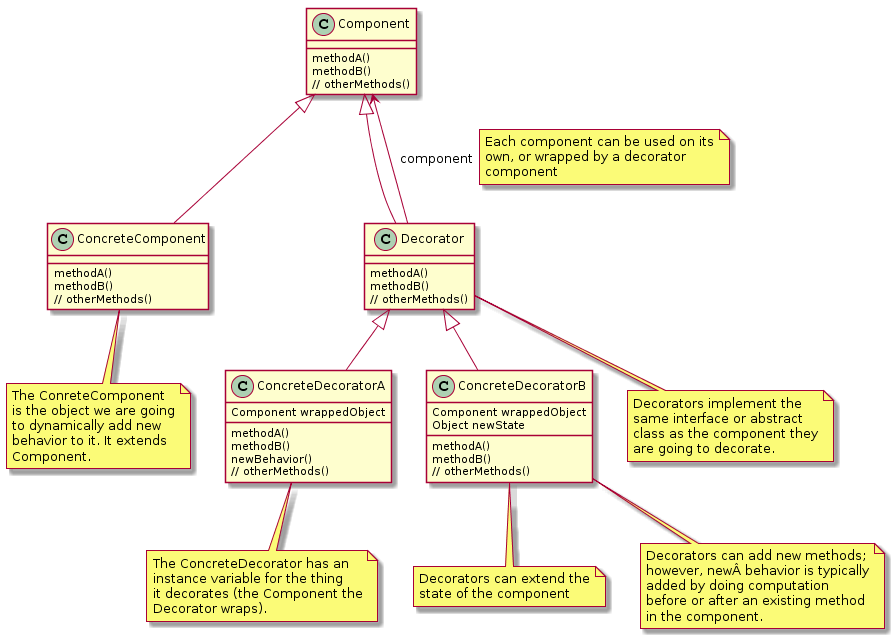 C Component
methodA()
methodB()
// otherMethods()
component
Each component can be used on its
own, or wrapped by a decorator
component
C ConcreteComponent
methodA()
methodB()
// otherMethods()
C Decorator
methodA()
methodB()
// otherMethods()
The ConreteComponent
is the object we are going
to dynamically add new
behavior to it. It extends
Component.
C ConcreteDecoratorA
Component wrappedObject
methodA()
methodB()
newBehavior()
// otherMethods()
C ConcreteDecoratorB
Component wrappedObject
Object newState
methodA()
methodB()
// otherMethods()
Decorators implement the
same interface or abstract
class as the component they
are going to decorate.
The ConcreteDecorator has an
instance variable for the thing
it decorates (the Component the
Decorator wraps).
Decorators can extend the
state of the component
Decorators can add new methods;
however, newÂ behavior is typically
added by doing computation
before or after an existing method
in the component.